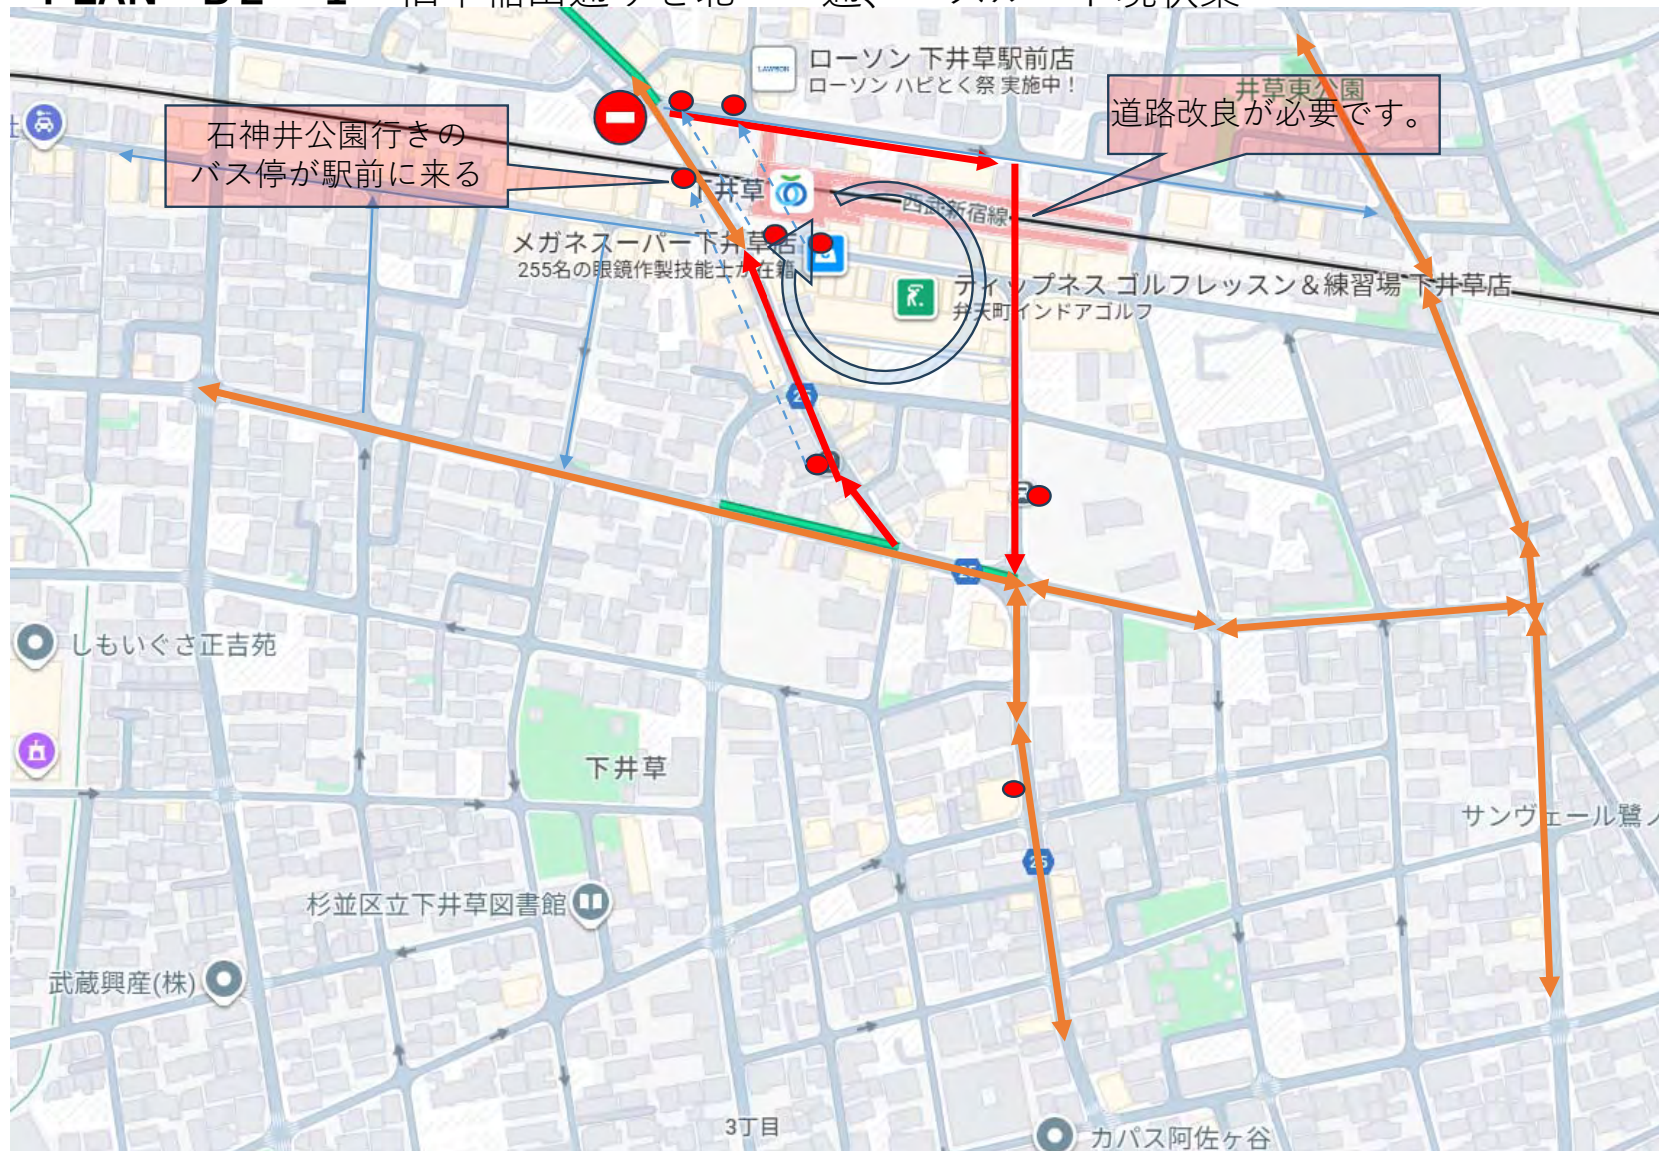 ローソン 下井草駅前店
ローソン ハピとく祭 実施中！
LAWSON
井草東公園
道路改良が必要です。
石神井公園行きの
バス停が駅前に来る
下井草
西武新宿線
メガネスーパー下井草店
255名の眼鏡作製技能士が在籍
ティップネス ゴルフレッスン＆練習場 下井草店
弁天町インドアゴルフ
25
25
しもいぐさ正吉苑
下井草
サンヴェール鷺ノ
25
杉並区立下井草図書館
武蔵興産(株)
3丁目
カパス阿佐ヶ谷